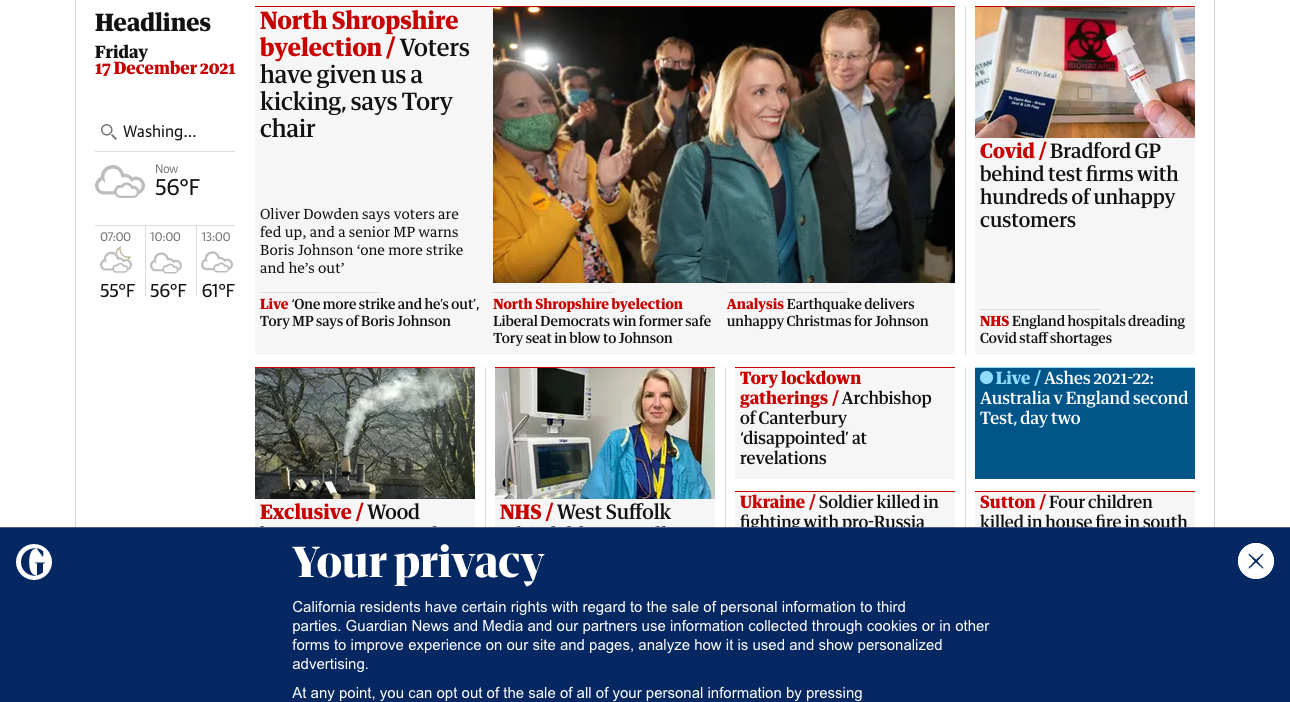 Headlines
Friday
17 December 2021
Washing...
Now
56°F
07:00
10:00
13:00
55°F
56°F
61°F
North Shropshire
byelection / Voters
have given us a
kicking, says Tory
chair
Oliver Dowden says voters are
fed up, and a senior MP warns
Boris Johnson ‘one more strike
and he’s out’
Live ‘One more strike and he’s out’,
Tory MP says of Boris Johnson
North Shropshire byelection
Liberal Democrats win former safe
Tory seat in blow to Johnson
Analysis Earthquake delivers
unhappy Christmas for Johnson
Security Seal
BIOHAZARD
Covid / Bradford GP
behind test firms with
hundreds of unhappy
customers
NHS England hospitals dreading
Covid staff shortages
Exclusive / Wood
NHS / West Suffolk
Tory lockdown
gatherings / Archbishop
of Canterbury
‘disappointed’ at
revelations
Ukraine / Soldier killed in
fighting with pro-Russia
Live / Ashes 2021-22:
Australia v England second
Test, day two
Sutton / Four children
killed in house fire in south
Your privacy
California residents have certain rights with regard to the sale of personal information to third
parties. Guardian News and Media and our partners use information collected through cookies or in other
forms to improve experience on our site and pages, analyze how it is used and show personalized
advertising.
At any point, you can opt out of the sale of all of your personal information by pressing